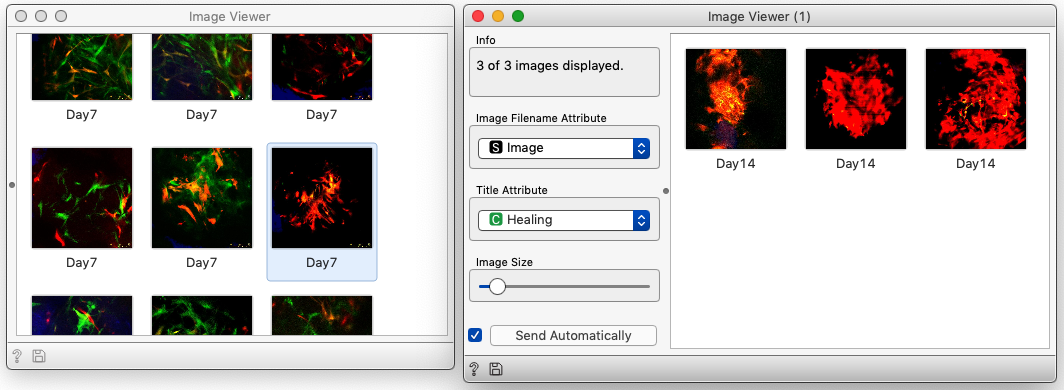 Image Viewer
Day7
Day7
Day7
Day7
Day7
Day7
Image Viewer (1)
Info
3 of 3 images displayed.
Image Filename Attribute
S Image
Title Attribute
C Healing
Image Size
Send Automatically
Day14
Day14
Day14